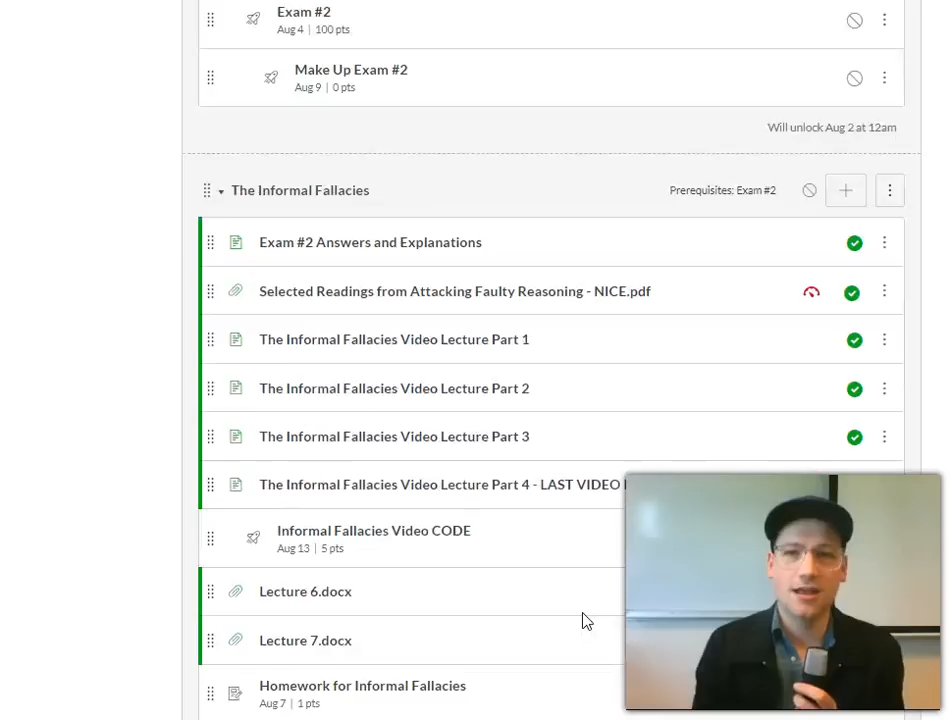 Exam #2
Aug 4 | 100 pts
Make Up Exam #2
Aug 9 | 0 pts
Will unlock Aug 2 at 12am
The Informal Fallacies
Prerequisites: Exam #2
Exam #2 Answers and Explanations
Selected Readings from Attacking Faulty Reasoning - NICE.pdf
The Informal Fallacies Video Lecture Part 1
The Informal Fallacies Video Lecture Part 2
The Informal Fallacies Video Lecture Part 3
The Informal Fallacies Video Lecture Part 4 - LAST VIDEO
Informal Fallacies Video CODE
Aug 13 | 5 pts
Lecture 6.docx
Lecture 7.docx
Homework for Informal Fallacies
Aug 7 | 1 pts